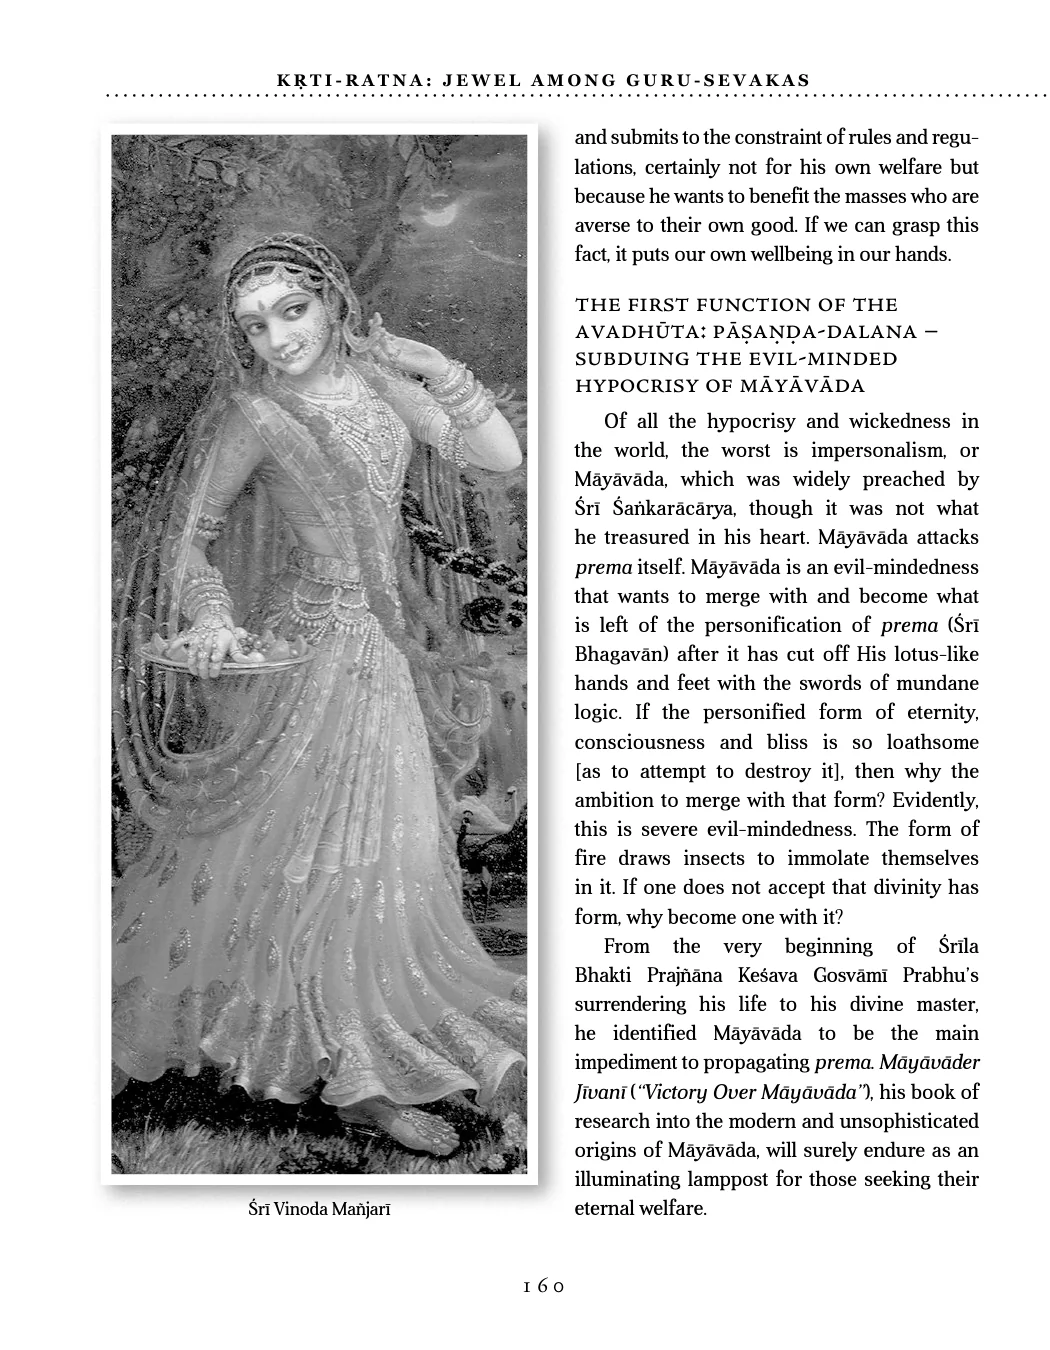 KṚTI-RATNA: JEWEL AMONG GURU-SEVAKAS
and submits to the constraint of rules and regu-
lations, certainly not for his own welfare but
because he wants to benefit the masses who are
averse to their own good. If we can grasp this
fact, it puts our own wellbeing in our hands.
THE FIRST FUNCTION OF THE
AVADHŪTA: PĀṢAṆḌA-DALANA –
SUBDUING THE EVIL-MINDED
HYPOCRISY OF MĀYĀVĀDA
Of all the hypocrisy and wickedness in
the world, the worst is impersonalism, or
Māyāvāda, which was widely preached by
Śrī Śaṅkarācārya, though it was not what
he treasured in his heart. Māyāvāda attacks
prema itself. Māyāvāda is an evil-mindedness
that wants to merge with and become what
is left of the personification of prema (Śrī
Bhagavān) after it has cut off His lotus-like
hands and feet with the swords of mundane
logic. If the personified form of eternity,
consciousness and bliss is so loathsome
[as to attempt to destroy it], then why the
ambition to merge with that form? Evidently,
this is severe evil-mindedness. The form of
fire draws insects to immolate themselves
in it. If one does not accept that divinity has
form, why become one with it?
From the very beginning of Śrīla
Bhakti Prajñāna Keśava Gosvāmī Prabhu's
surrendering his life to his divine master,
he identified Māyāvāda to be the main
impediment to propagating prema. Māyāvāder
Jīvanī (“Victory Over Māyāvāda”), his book of
research into the modern and unsophisticated
origins of Māyāvāda, will surely endure as an
illuminating lamppost for those seeking their
eternal welfare.
Śrī Vinoda Mañjarī
160